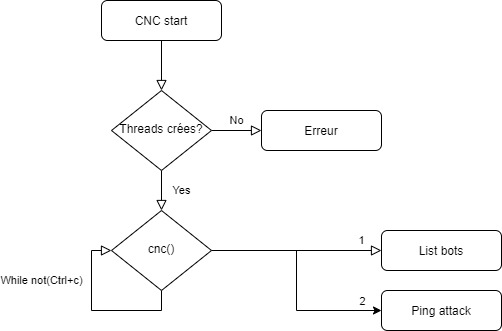 CNC start
Threads crées?
No
Erreur
Yes
cnc()
While not(Ctrl+c)
1
List bots
2
Ping attack